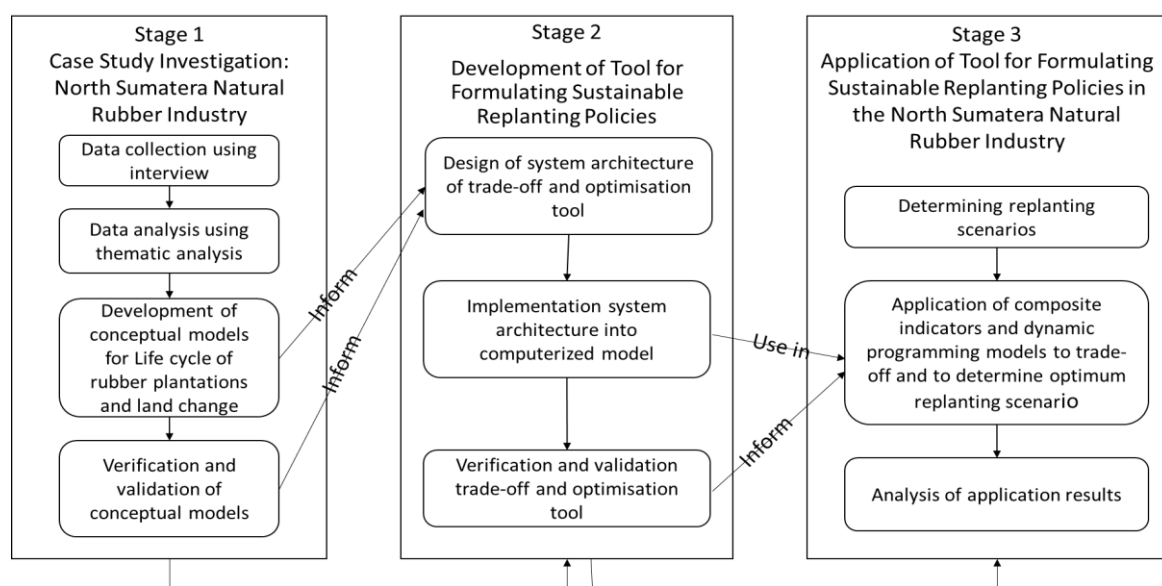 Stage 1
Case Study Investigation:
North Sumatera Natural
Rubber Industry
Data collection using
interview
Data analysis using
thematic analysis
Development of
conceptual models
for Life cycle of
rubber plantations
and land change
Verification and
validation of
conceptual models
Inform
Inform
Stage 2
Development of Tool for
Formulating Sustainable
Replanting Policies
Design of system architecture
of trade-off and optimisation
tool
Implementation system
architecture into
computerized model
Verification and validation
trade-off and optimisation
tool
Use in
Inform
Stage 3
Application of Tool for Formulating
Sustainable Replanting Policies in
the North Sumatera Natural
Rubber Industry
Determining replanting
scenarios
Application of composite
indicators and dynamic
programming models to trade-
off and to determine optimum
replanting scenario
Analysis of application results